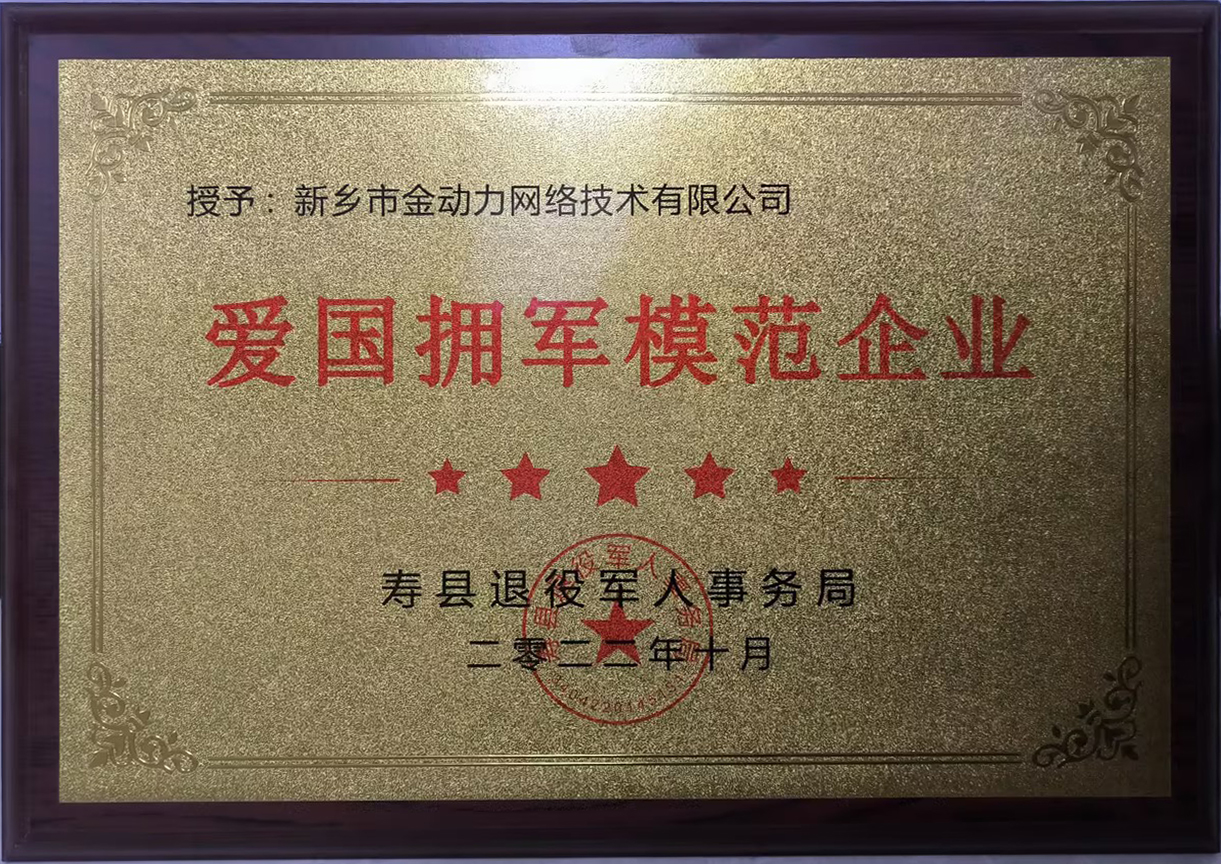 授予：新乡市金动力网络技术有限公司
爱国拥军模范企业
寿县退役军人事务局
二零二二年十月